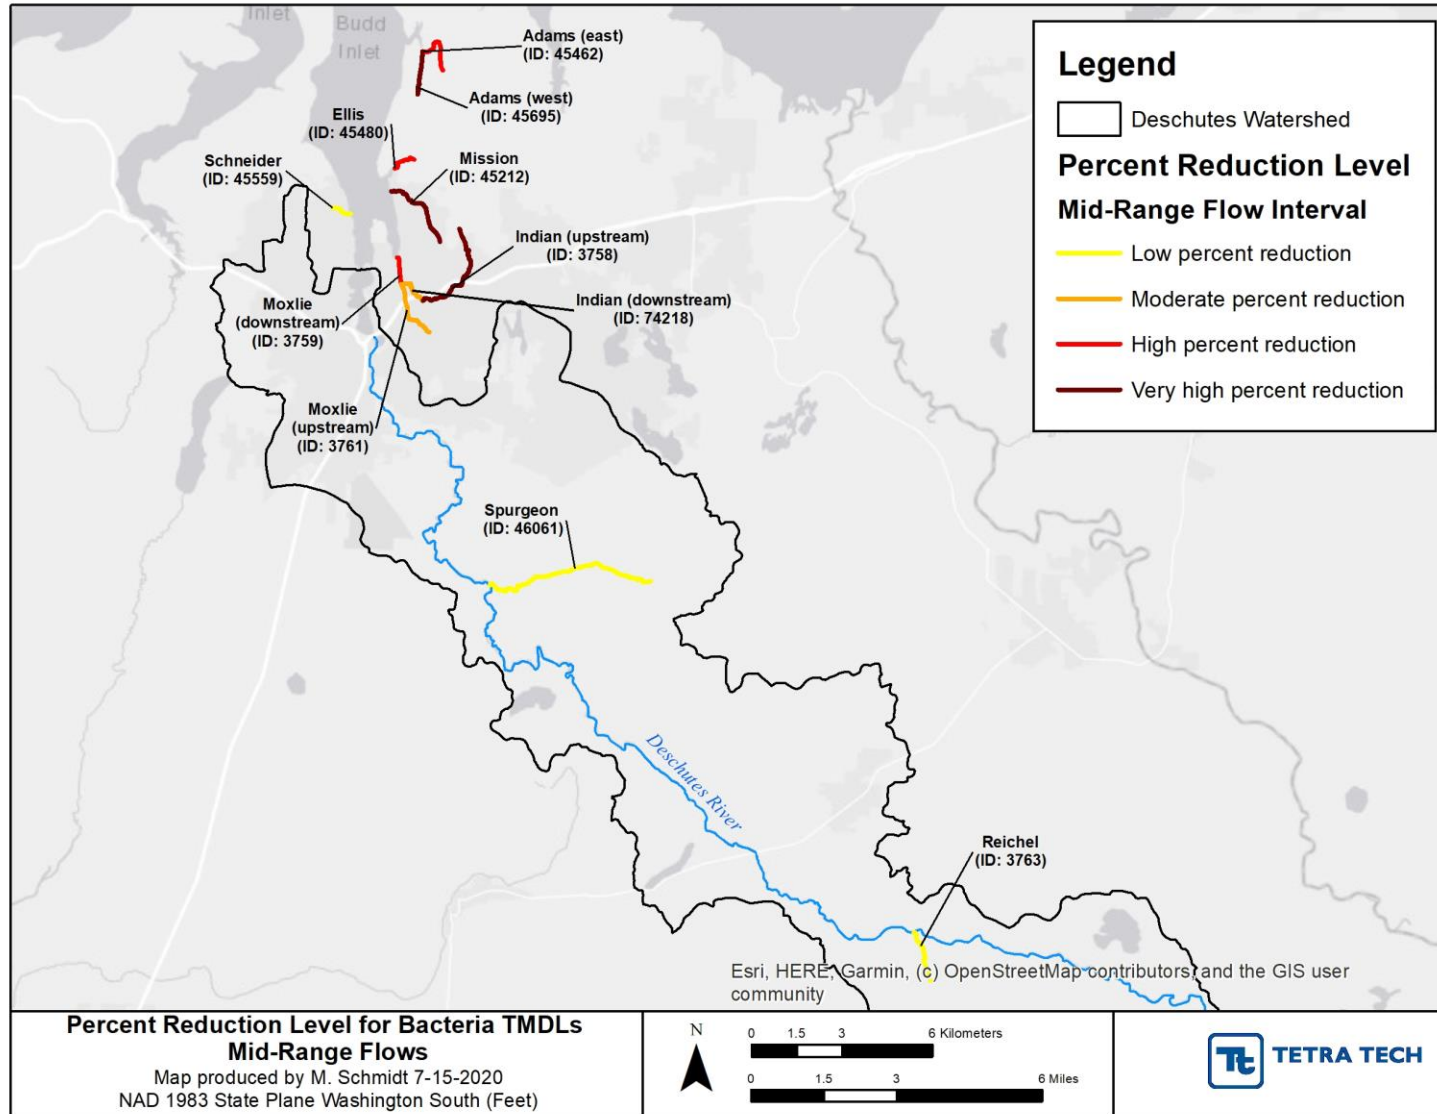 Inlet
Budd
Inlet
Adams (east)
(ID: 45462)
Adams (west)
(ID: 45695)
Ellis
(ID: 45480)
Schneider
(ID: 45559)
Mission
(ID: 45212)
Indian (upstream)
(ID: 3758)
Indian (downstream)
(ID: 74218)
Moxlie
(downstream)
(ID: 3759)
Moxlie
(upstream)
(ID: 3761)
Spurgeon
(ID: 46061)
Deschutes River
Reichel
(ID: 3763)
Legend
Deschutes Watershed
Percent Reduction Level
Mid-Range Flow Interval
Low percent reduction
Moderate percent reduction
High percent reduction
Very high percent reduction
Esri, HERE, Garmin, (c) OpenStreetMap contributors, and the GIS user
community
Percent Reduction Level for Bacteria TMDLs
Mid-Range Flows
Map produced by M. Schmidt 7-15-2020
NAD 1983 State Plane Washington South (Feet)
N
0 1.5 3 6 Kilometers
0 1.5 3 6 Miles
Tt TETRA TECH